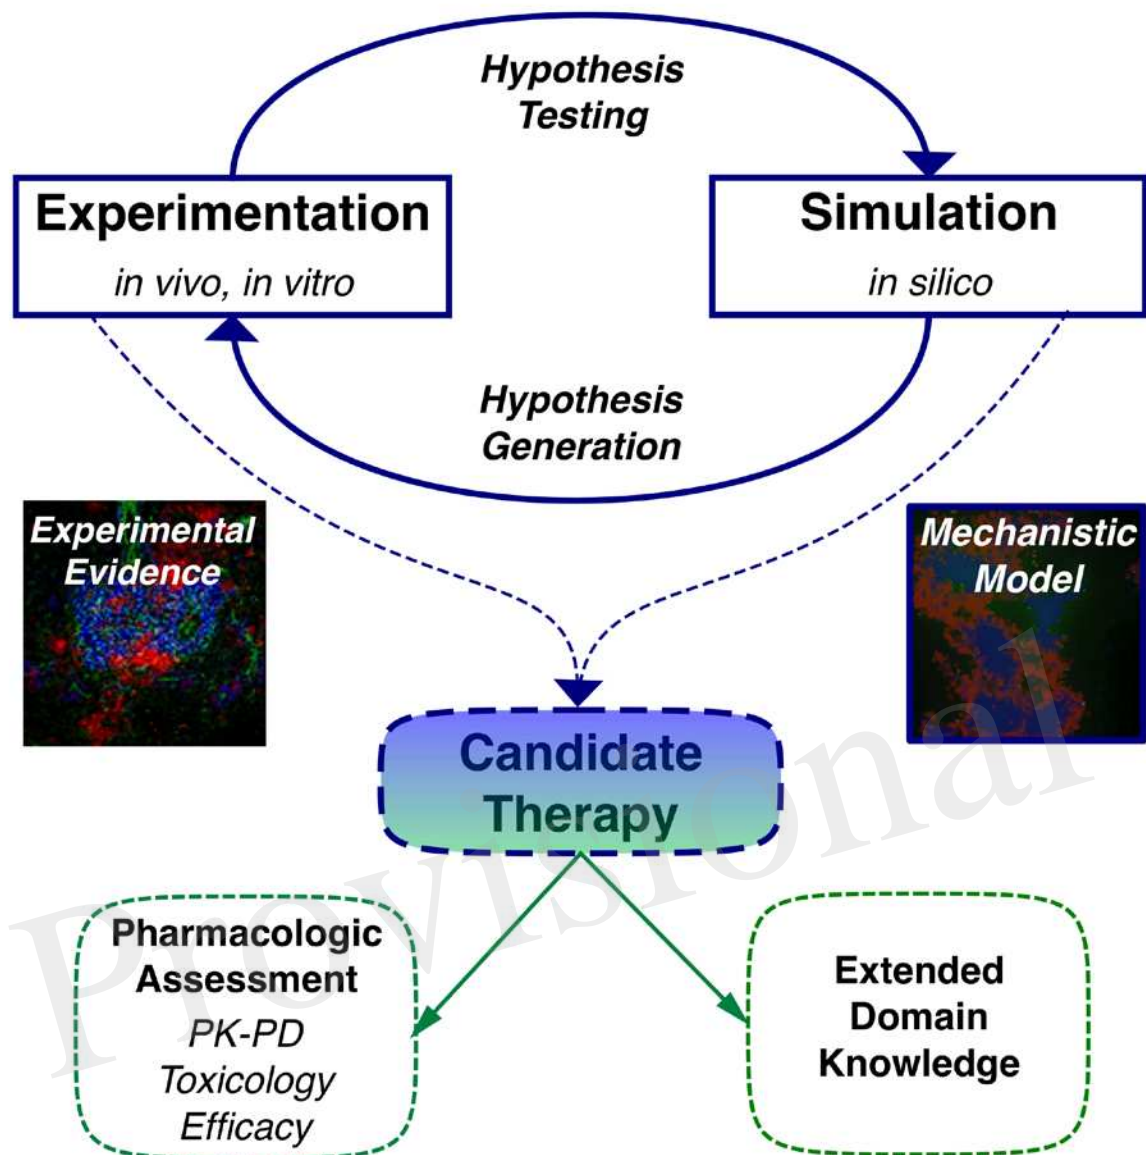 Hypothesis
Testing
Experimentation
in vivo, in vitro
Simulation
in silico
Hypothesis
Generation
Experimental
Evidence
Mechanistic
Model
Candidate
Therapy
Pharmacologic
Assessment
PK-PD
Toxicology
Efficacy
Extended
Domain
Knowledge
Provisional